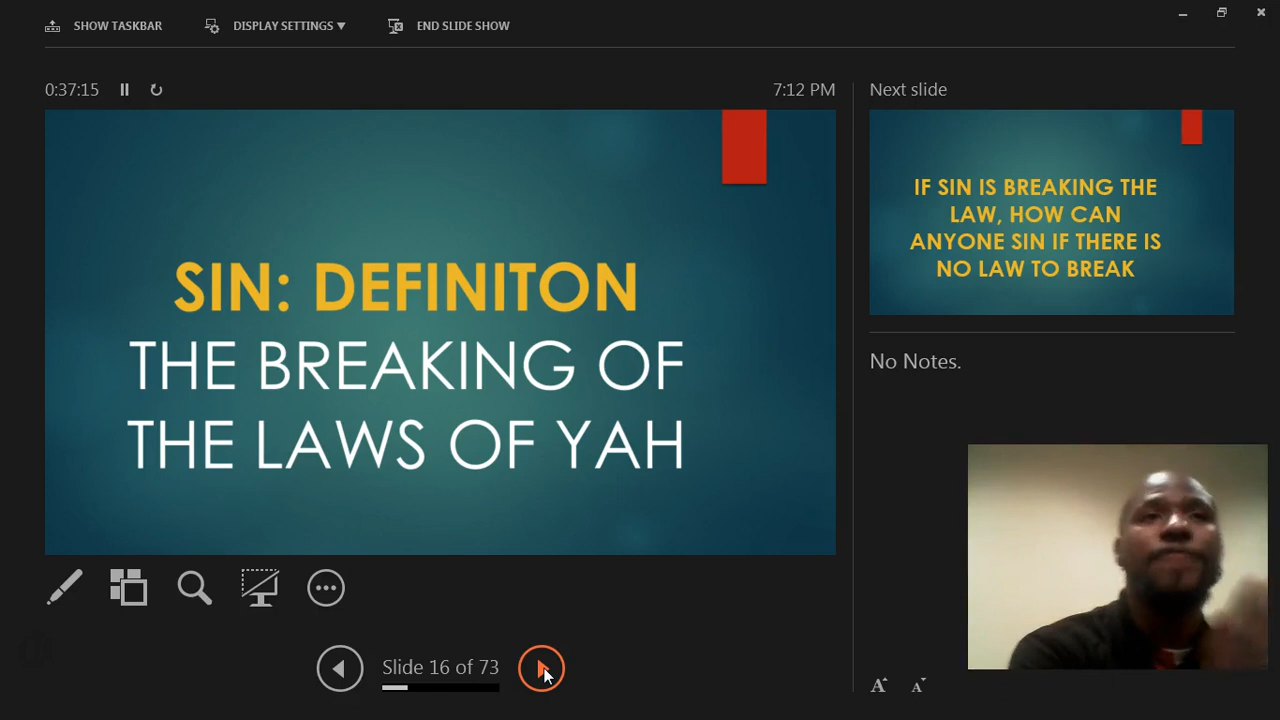 SHOW TASKBAR
DISPLAY SETTINGS
END SLIDE SHOW
0:37:15
7:12 PM
SIN: DEFINITON
THE BREAKING OF
THE LAWS OF YAH
Next slide
IF SIN IS BREAKING THE
LAW, HOW CAN
ANYONE SIN IF THERE IS
NO LAW TO BREAK
No Notes.
Slide 16 of 73
A A